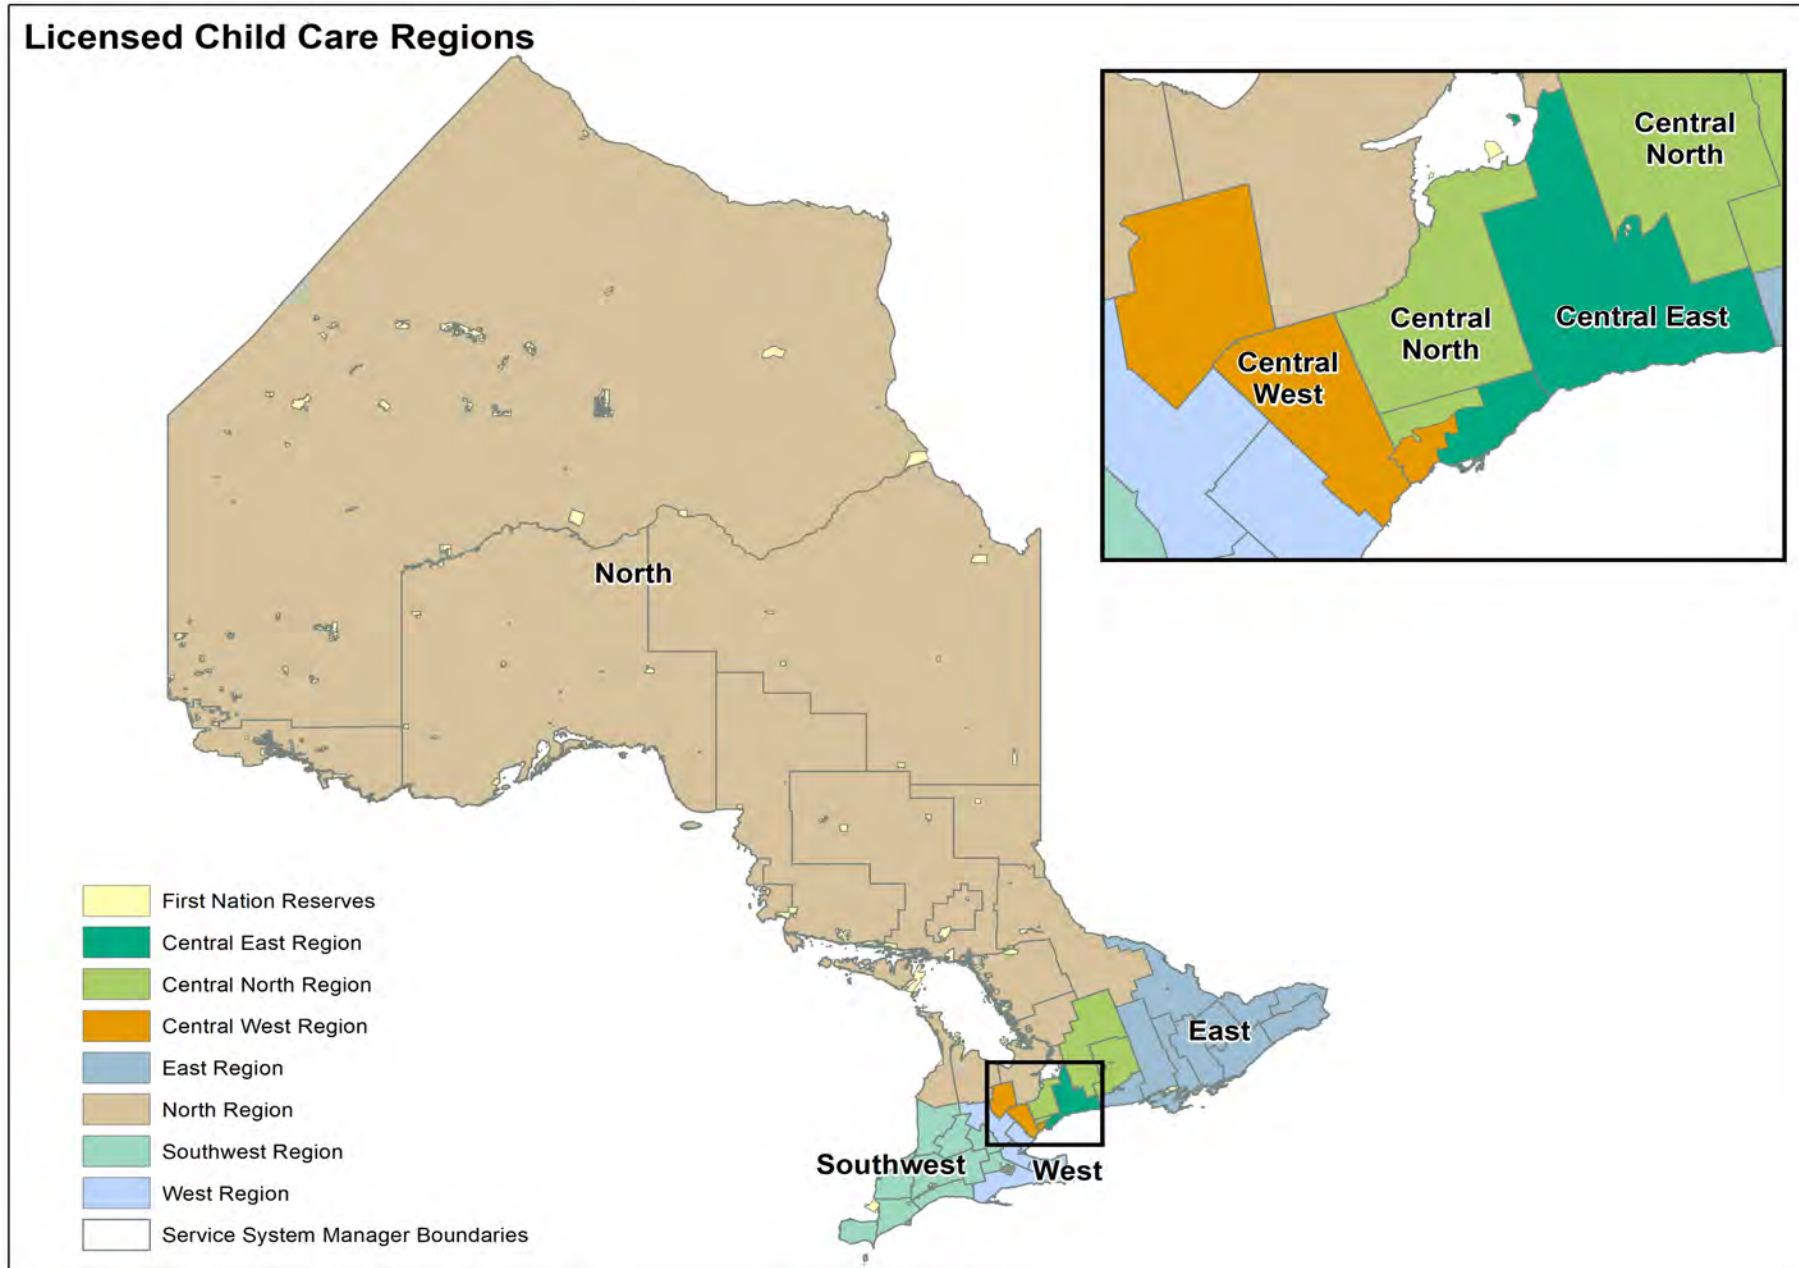 Licensed Child Care Regions
Central
North
Central
North
Central East
Central
West
North
East
Southwest
West
First Nation Reserves
Central East Region
Central North Region
Central West Region
East Region
North Region
Southwest Region
West Region
Service System Manager Boundaries